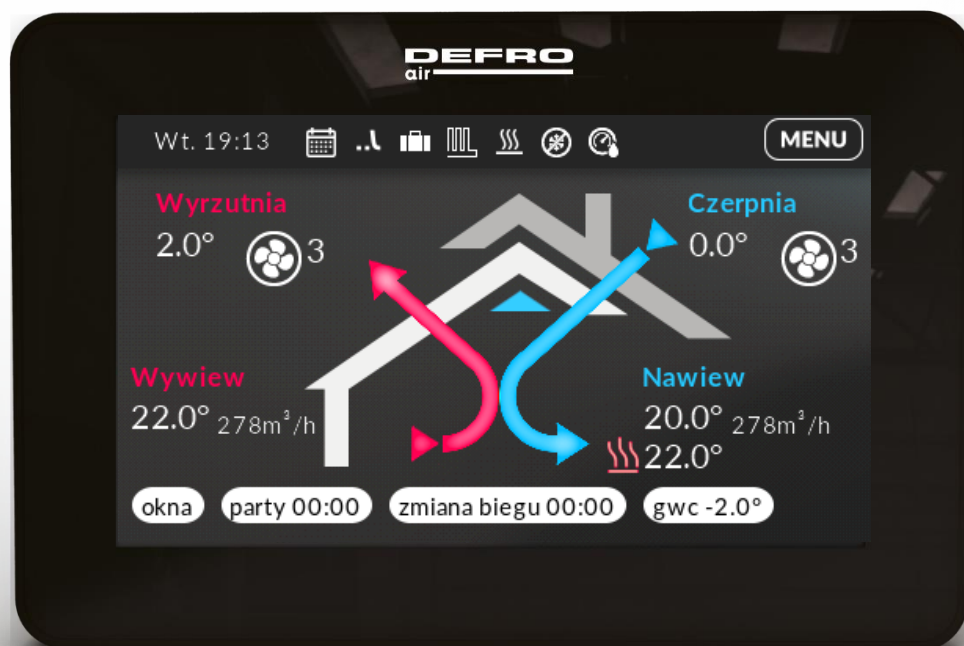 DEFRO
air
Wt. 19:13
MENU
Wyrzutnia
2.0°
3
Czerpnia
0.0°
3
Wywiew
22.0° 278m³/h
Nawiew
20.0° 278m³/h
22.0°
okna
party 00:00
zmiana biegu 00:00
gwc -2.0°